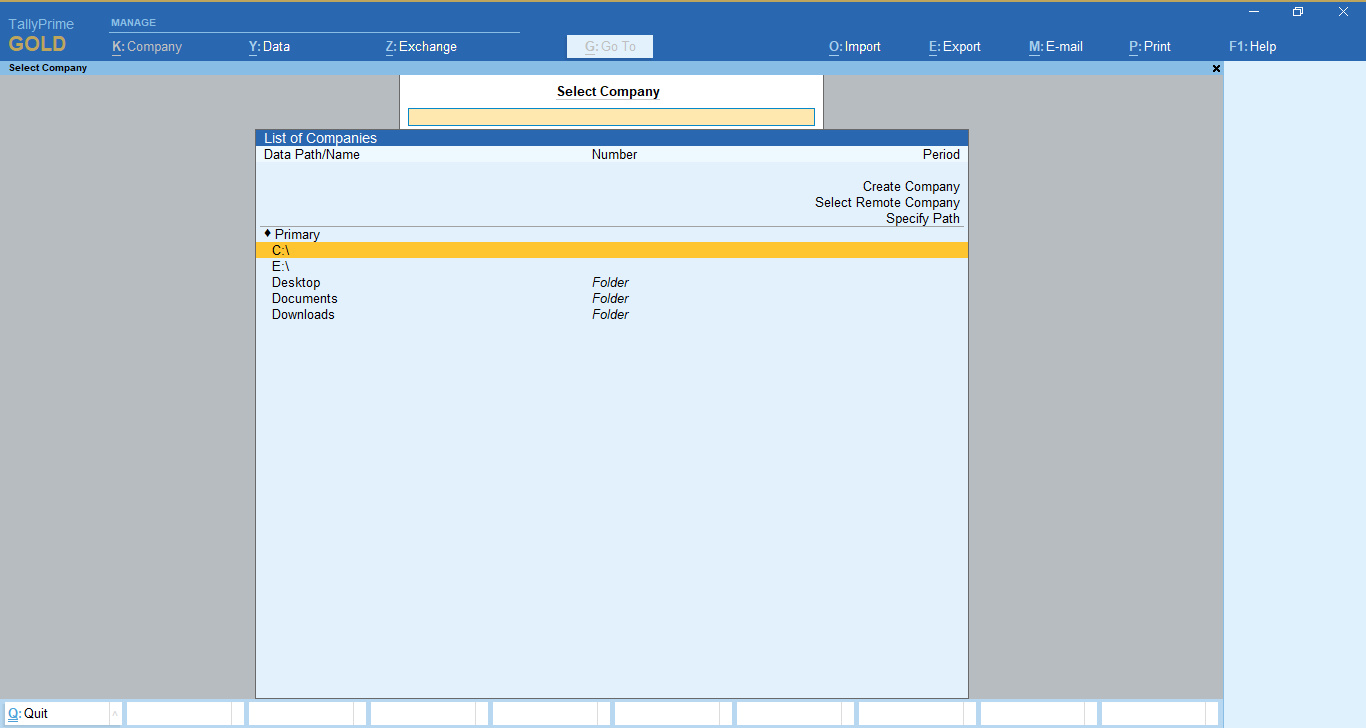 TallyPrime
GOLD
MANAGE
K: Company Y: Data Z: Exchange G: Go To O: Import E: Export M: E-mail P: Print F1: Help
Select Company
Select Company
List of Companies
Data Path/Name Number Period
Create Company
Select Remote Company
Specify Path
♦ Primary
C:\
E:\
Desktop Folder
Documents Folder
Downloads Folder
Q: Quit